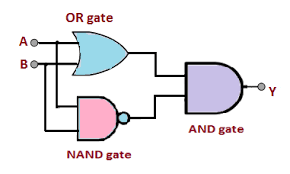 OR gate
A
B
Y
AND gate
NAND gate